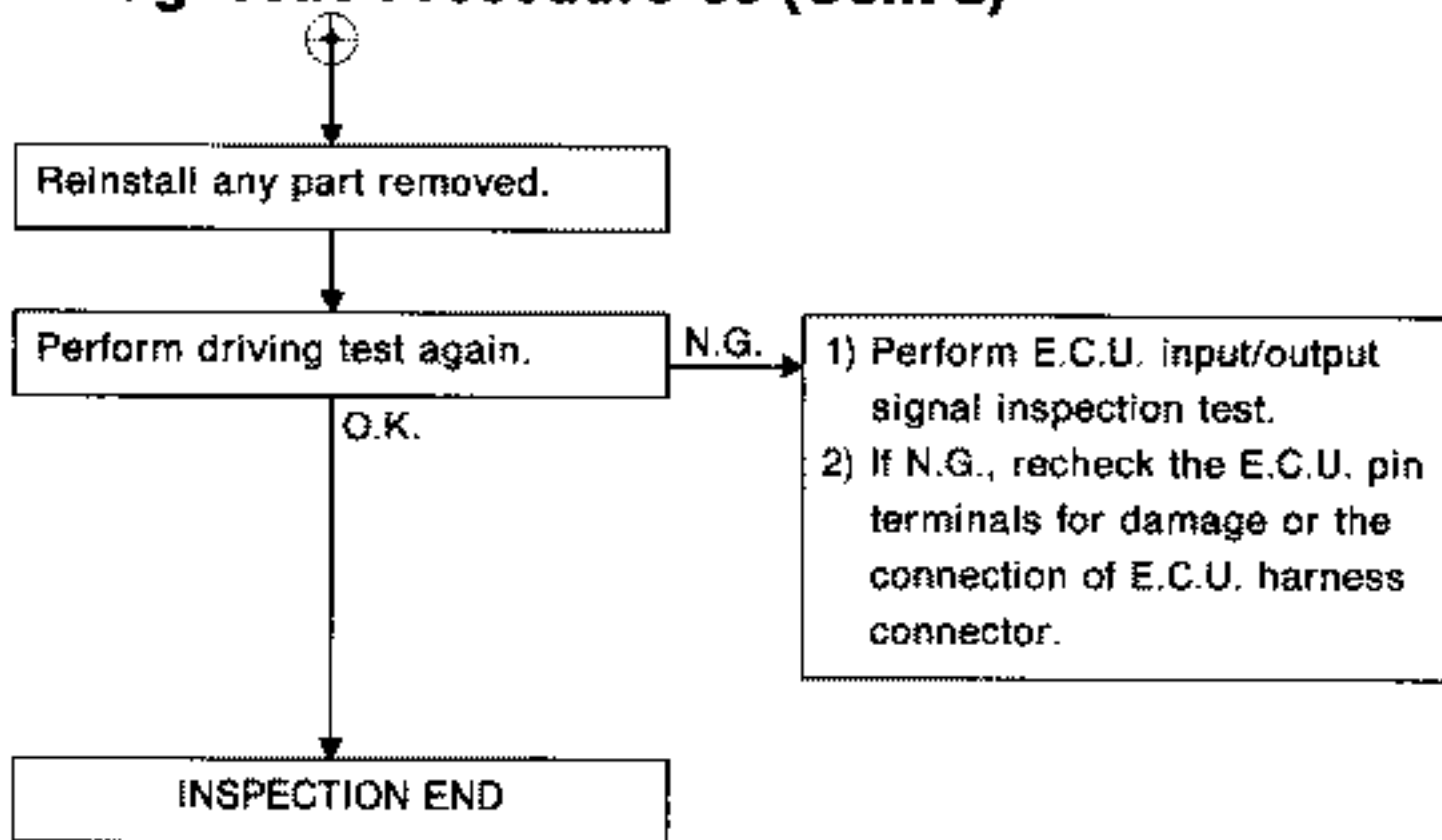 (Cont'd)
Reinstall any part removed.
Perform driving test again.
N.G.
O.K.
1) Perform E.C.U. input/output
signal inspection test.
2) If N.G., recheck the E.C.U. pin
terminals for damage or the
connection of E.C.U. harness
connector.
INSPECTION END